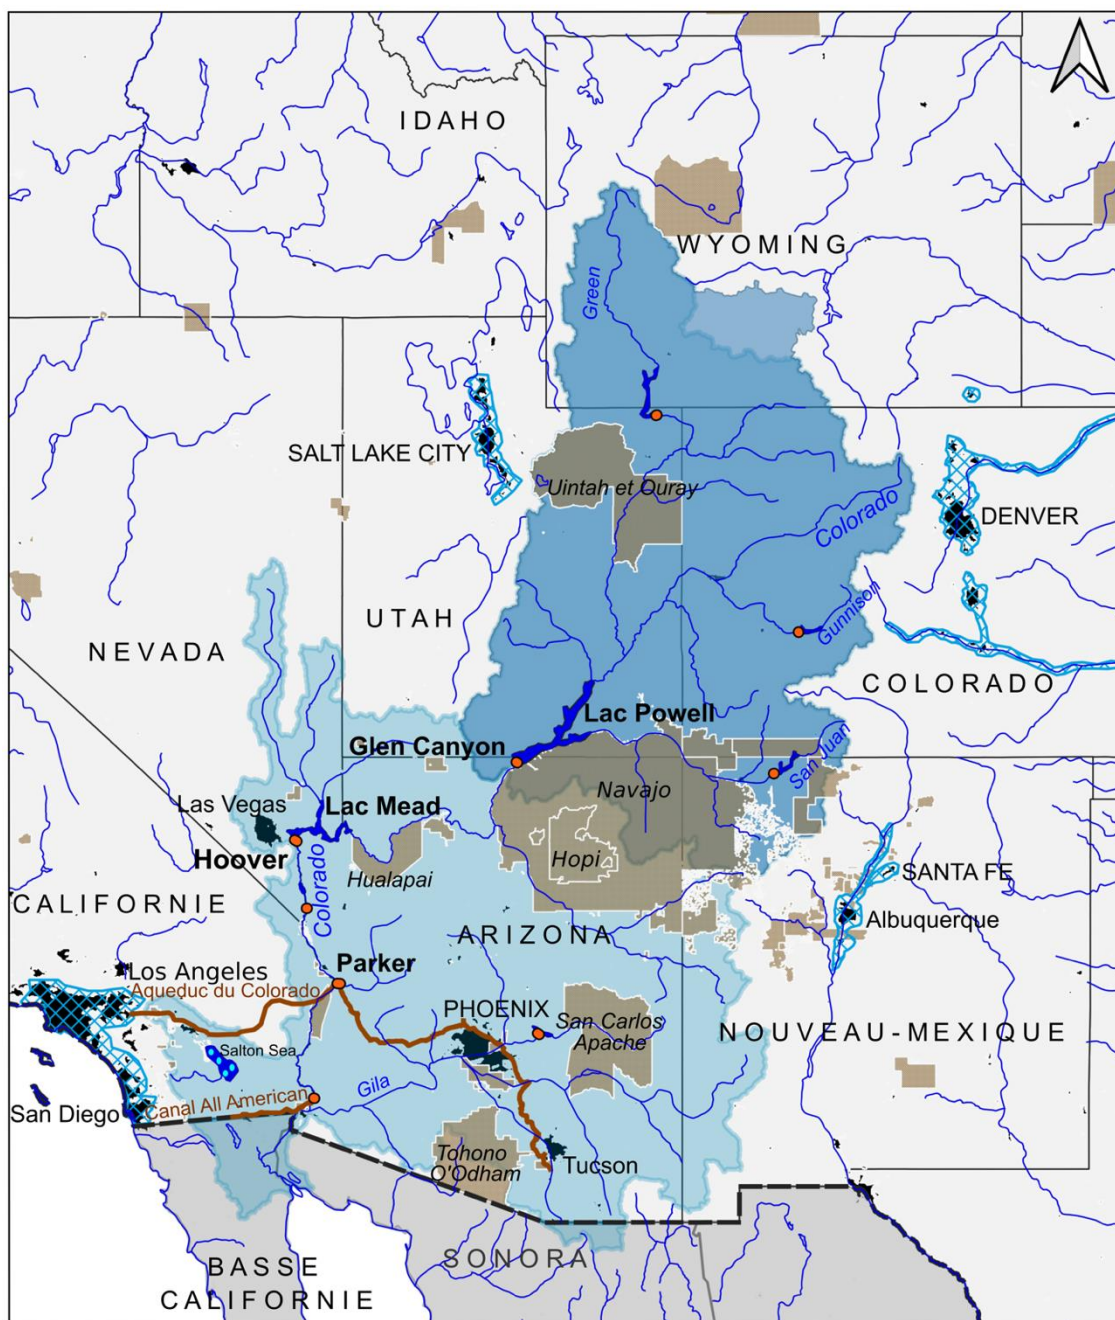 IDAHO
WYOMING
Green
SALT LAKE CITY
Uintah et Ouray
Colorado
DENVER
Gunnison
UTAH
NEVADA
COLORADO
Lac Powell
Glen Canyon
San Juan
Navajo
Las Vegas
Lac Mead
Hoover
Hopi
Hualapai
SANTA FE
Colorado
CALIFORNIE
Albuquerque
ARIZONA
Los Angeles
Parker
Aqueduc du Colorado
PHOENIX
San Carlos
Apache
NOUVEAU-MEXIQUE
Salton Sea
Gila
San Diego
Canal All American
Tohono
O'Odham
Tucson
SONORA
BASSE
CALIFORNIE